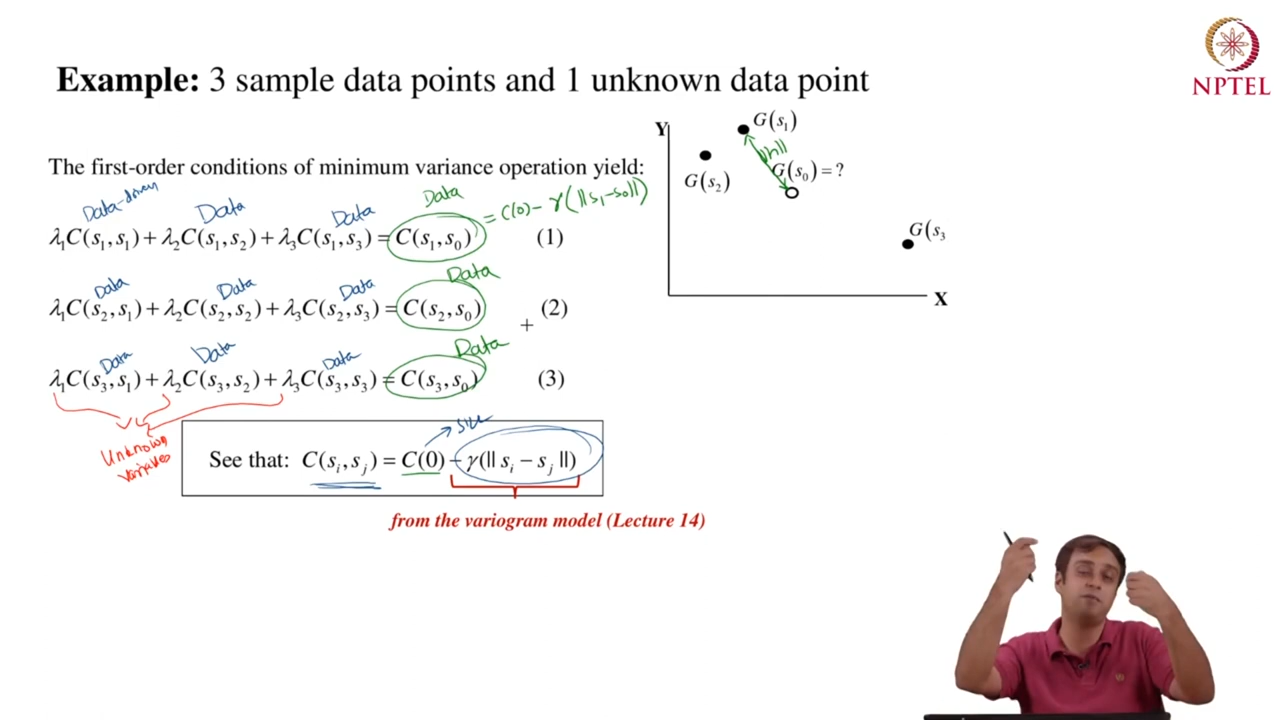 NPTEL
Example: 3 sample data points and 1 unknown data point
The first-order conditions of minimum variance operation yield:
Data-driven Data Data Data
λ₁C(s₁,s₁)+λ₂C(s₁,s₂)+λ₃C(s₁,s₃)=C(s₁,s₀) (1)
= C(0) - γ(||s₁-s₀||)
Data Data Data Data
λ₁C(s₂,s₁)+λ₂C(s₂,s₂)+λ₃C(s₂,s₃)=C(s₂,s₀) (2)
+
Data Data Data Data
λ₁C(s₃,s₁)+λ₂C(s₃,s₂)+λ₃C(s₃,s₃)=C(s₃,s₀) (3)
Unknown
variables
See that: C(sᵢ,sⱼ)=C(0)−γ(||sᵢ−sⱼ||)
from the variogram model (Lecture 14)
Y
G(s₁)
||h||
G(s₂)
G(s₀)=?
G(s₃
X